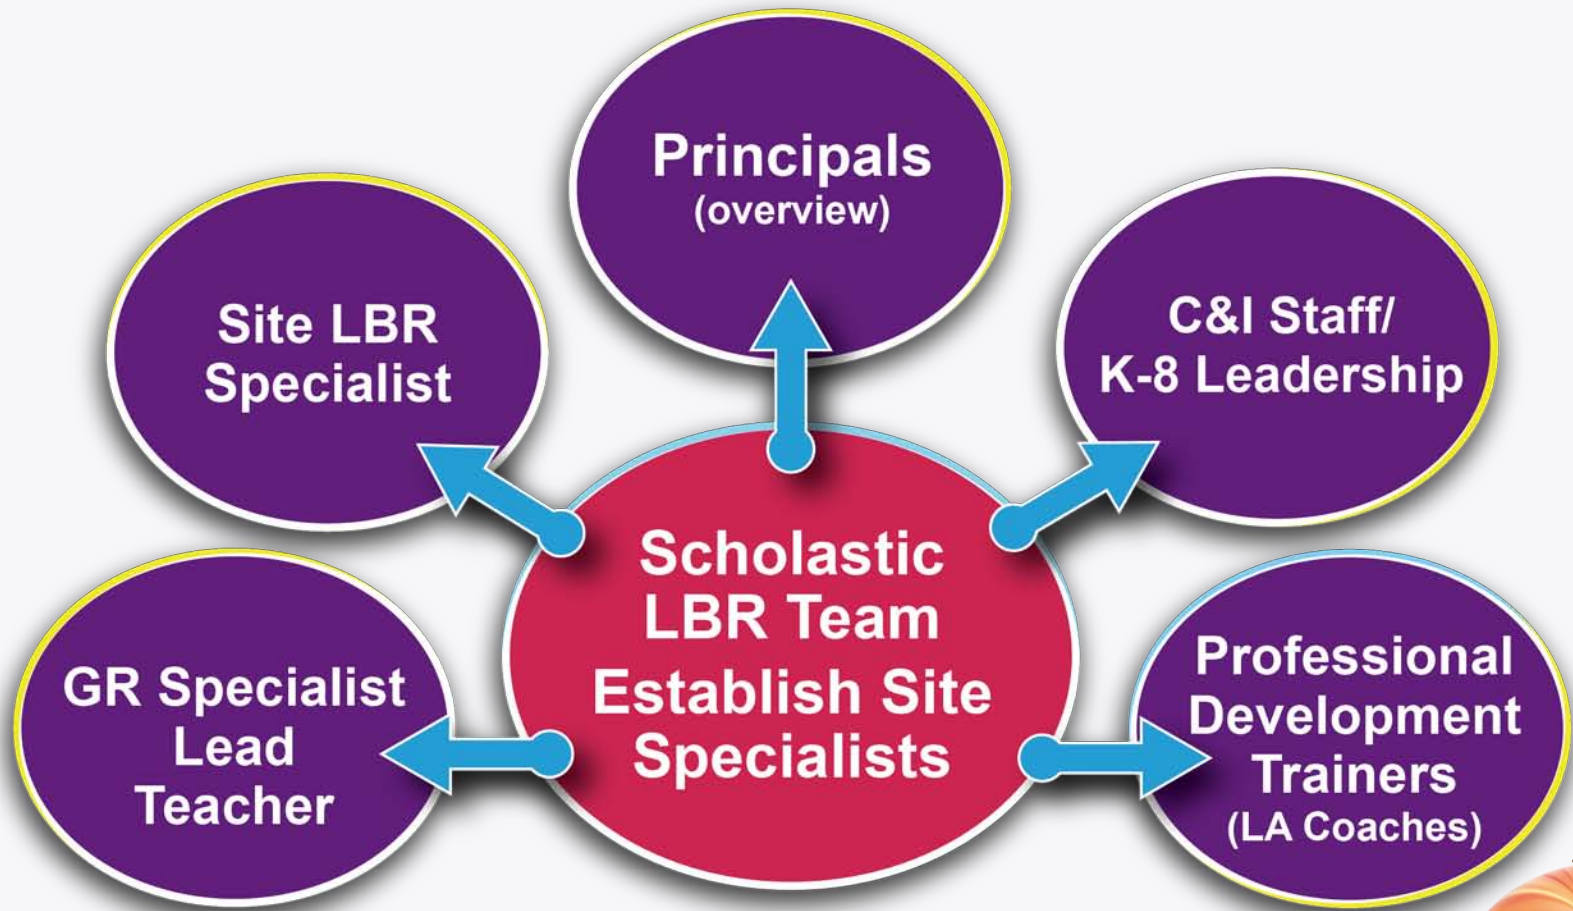 Principals
(overview)
Site LBR
Specialist
C&I Staff/
K-8 Leadership
Scholastic
LBR Team
Establish Site
Specialists
GR Specialist
Lead
Teacher
Professional
Development
Trainers
(LA Coaches)